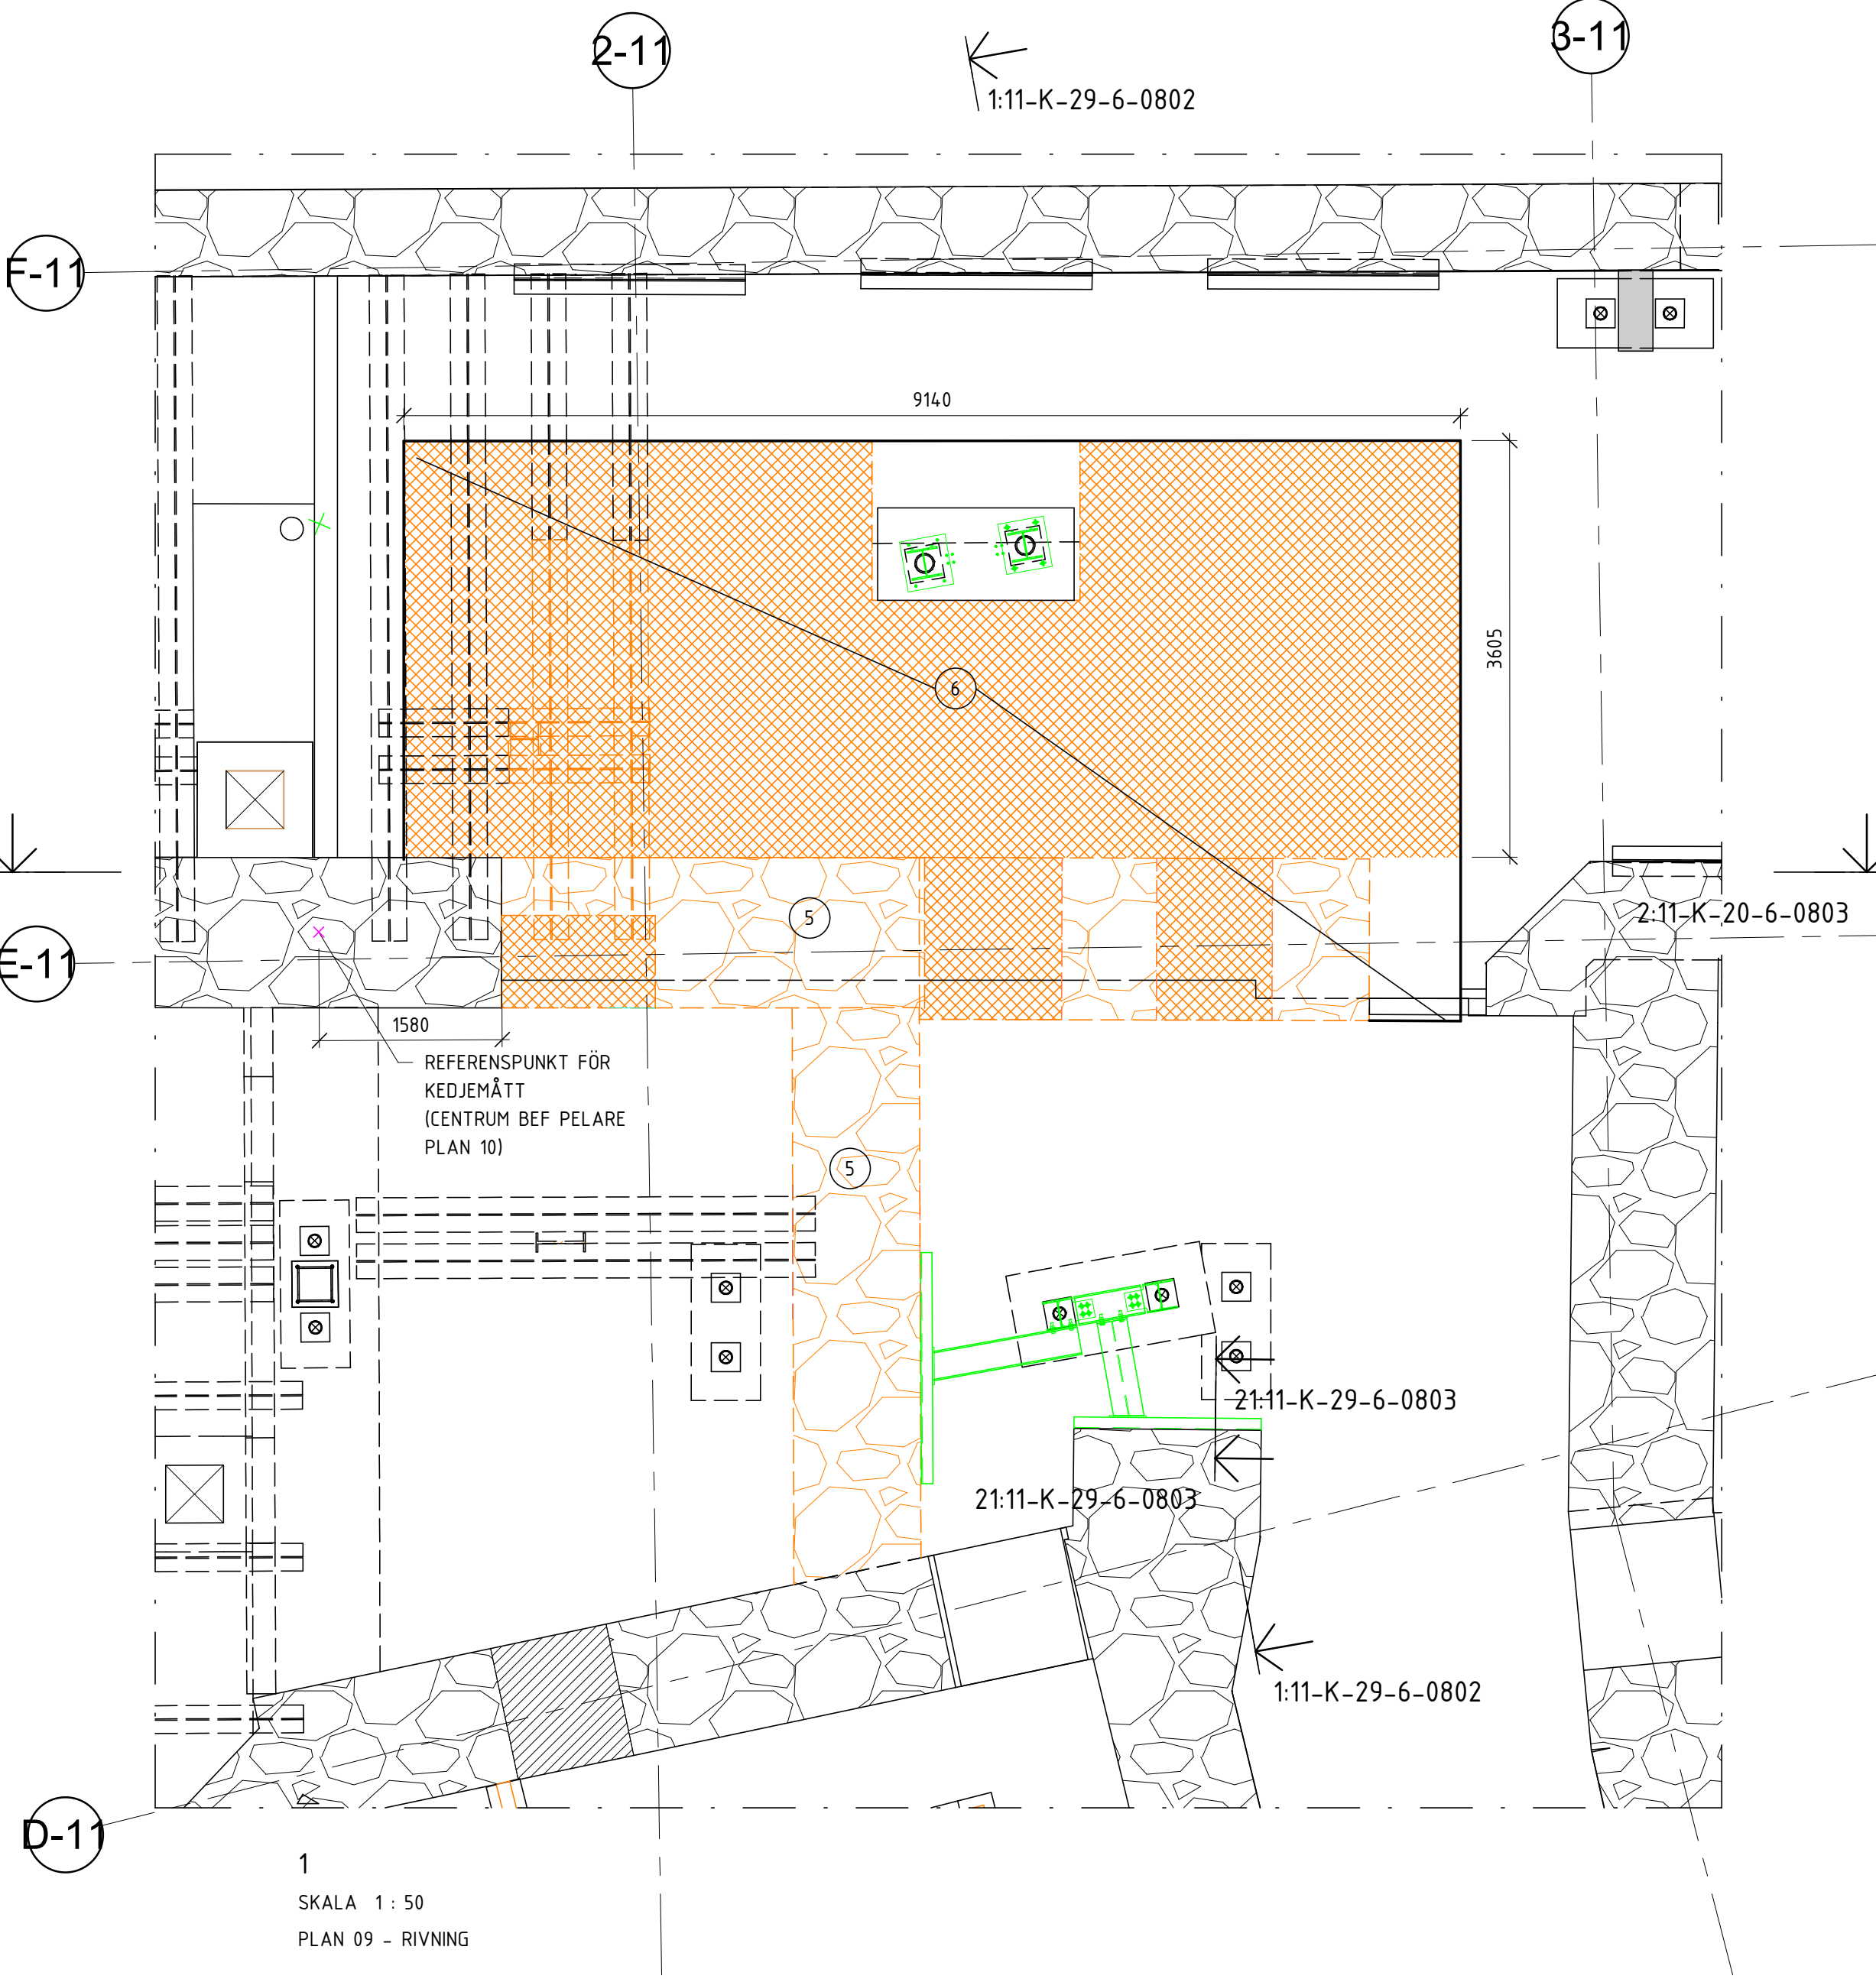 2-11
3-11
1:11-K-29-6-0802
F-11
9140
3605
6
5
2:11-K-20-6-0803
E-11
1580
REFERENSPUNKT FÖR
KEDJEMÅTT
(CENTRUM BEF PELARE
PLAN 10)
5
21:11-K-29-6-0803
21:11-K-29-6-0803
1:11-K-29-6-0802
D-11
1
SKALA 1 : 50
PLAN 09 - RIVNING